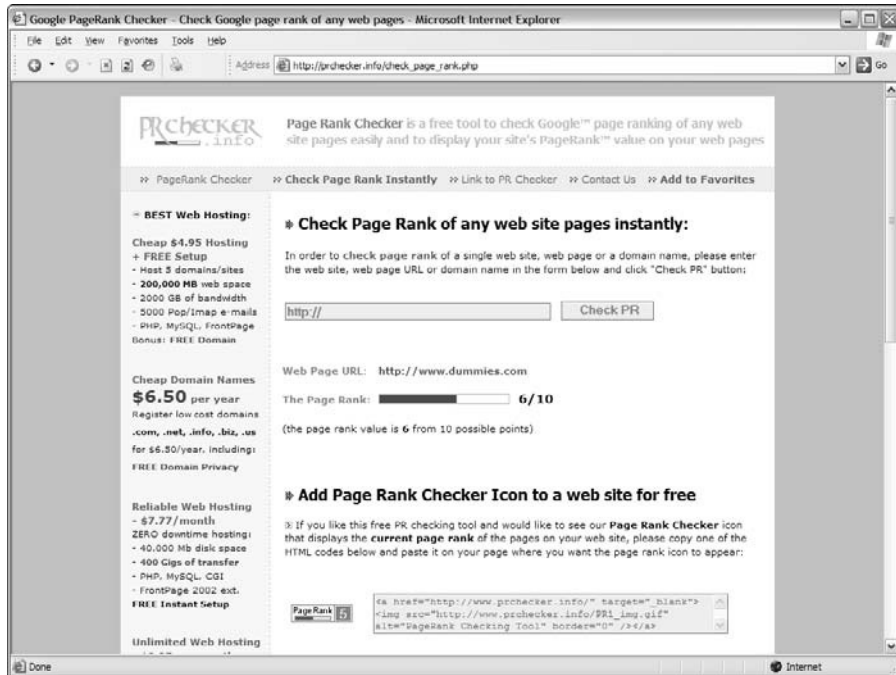 Google PageRank Checker - Check Google page rank of any web pages - Microsoft Internet Explorer
File Edit View Favorites Tools Help
Address http://prchecker.info/check_page_rank.php Go
PRCHECKER
.info
Page Rank Checker is a free tool to check Google™ page ranking of any web
site pages easily and to display your site's PageRank™ value on your web pages
PageRank Checker Check Page Rank Instantly Link to PR Checker Contact Us Add to Favorites
BEST Web Hosting:
Cheap $4.95 Hosting
+ FREE Setup
- Host 5 domains/sites
- 200,000 MB web space
- 2000 GB of bandwidth
- 5000 Pop/Imap e-mails
- PHP, MySQL, FrontPage
Bonus: FREE Domain
Cheap Domain Names
$6.50 per year
Register low cost domains
.com, .net, .info, .biz, .us
for $6.50/year, including:
FREE Domain Privacy
Reliable Web Hosting
- $7.77/month
ZERO downtime hosting:
- 40.000 Mb disk space
- 400 Gigs of transfer
- PHP, MySQL, CGI
- FrontPage 2002 ext.
FREE Instant Setup
Unlimited Web Hosting
Check Page Rank of any web site pages instantly:
In order to check page rank of a single web site, web page or a domain name, please enter
the web site, web page URL or domain name in the form below and click "Check PR" button:
http:// Check PR
Web Page URL: http://www.dummies.com
The Page Rank: 6/10
(the page rank value is 6 from 10 possible points)
Add Page Rank Checker Icon to a web site for free
If you like this free PR checking tool and would like to see our Page Rank Checker icon
that displays the current page rank of the pages on your web site, please copy one of the
HTML codes below and paste it on your page where you want the page rank icon to appear:
Page Rank 5
<a href="http://www.prchecker.info/" target="_blank">
<img src="http://www.prchecker.info/PR1_img.gif"
alt="PageRank Checking Tool" border="0" /></a>
Done Internet